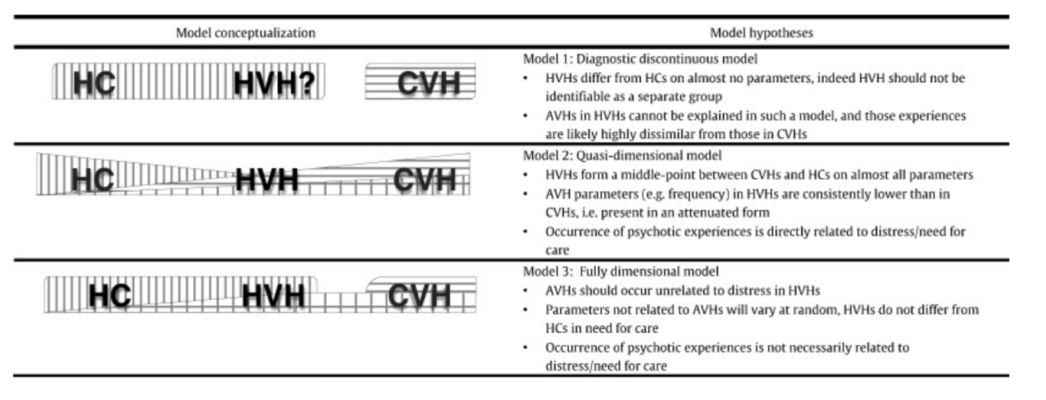 Model conceptualization
Model hypotheses
HC HVH? CVH
Model 1: Diagnostic discontinuous model
• HVHs differ from HCs on almost no parameters, indeed HVH should not be
identifiable as a separate group
• AVHs in HVHs cannot be explained in such a model, and those experiences
are likely highly dissimilar from those in CVHs
HC HVH CVH
Model 2: Quasi-dimensional model
• HVHs form a middle-point between CVHs and HCs on almost all parameters
• AVH parameters (e.g. frequency) in HVHs are consistently lower than in
CVHs, i.e. present in an attenuated form
• Occurrence of psychotic experiences is directly related to distress/need for
care
HC HVH CVH
Model 3: Fully dimensional model
• AVHs should occur unrelated to distress in HVHs
• Parameters not related to AVHs will vary at random, HVHs do not differ from
HCs in need for care
• Occurrence of psychotic experiences is not necessarily related to
distress/need for care